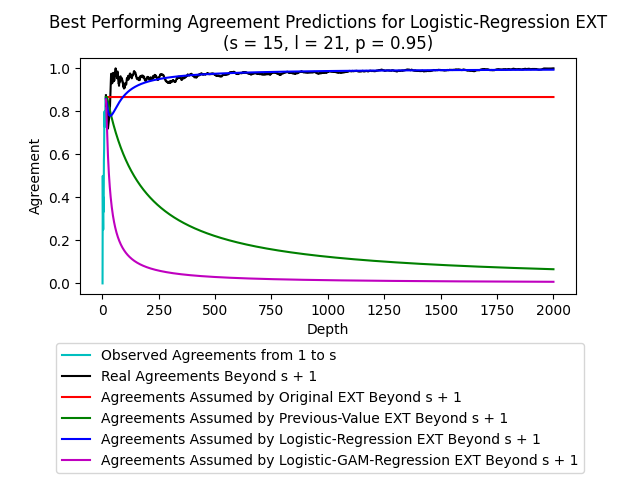 Best Performing Agreement Predictions for Logistic-Regression EXT
(s = 15, l = 21, p = 0.95)
1.0
0.8
0.6
0.4
0.2
0.0
Agreement
0 250 500 750 1000 1250 1500 1750 2000
Depth
Observed Agreements from 1 to s
Real Agreements Beyond s + 1
Agreements Assumed by Original EXT Beyond s + 1
Agreements Assumed by Previous-Value EXT Beyond s + 1
Agreements Assumed by Logistic-Regression EXT Beyond s + 1
Agreements Assumed by Logistic-GAM-Regression EXT Beyond s + 1